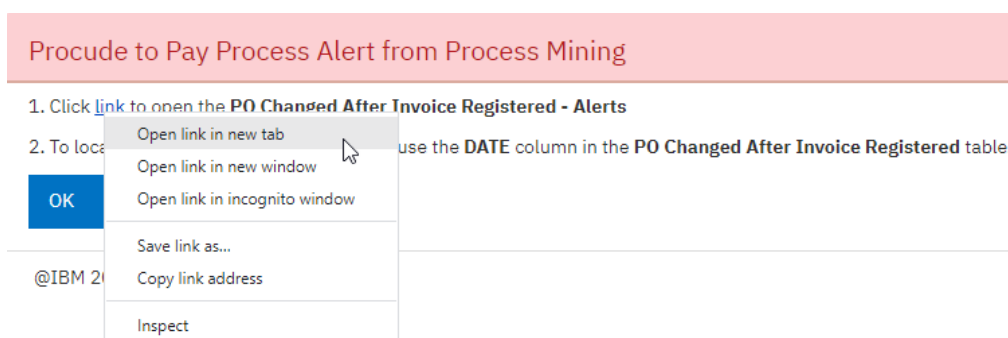 Procude to Pay Process Alert from Process Mining
1. Click link to open the PO Changed After Invoice Registered - Alerts
Open link in new tab
2. To loca use the DATE column in the PO Changed After Invoice Registered table
Open link in new window
OK
Open link in incognito window
Save link as...
@IBM 20
Copy link address
Inspect